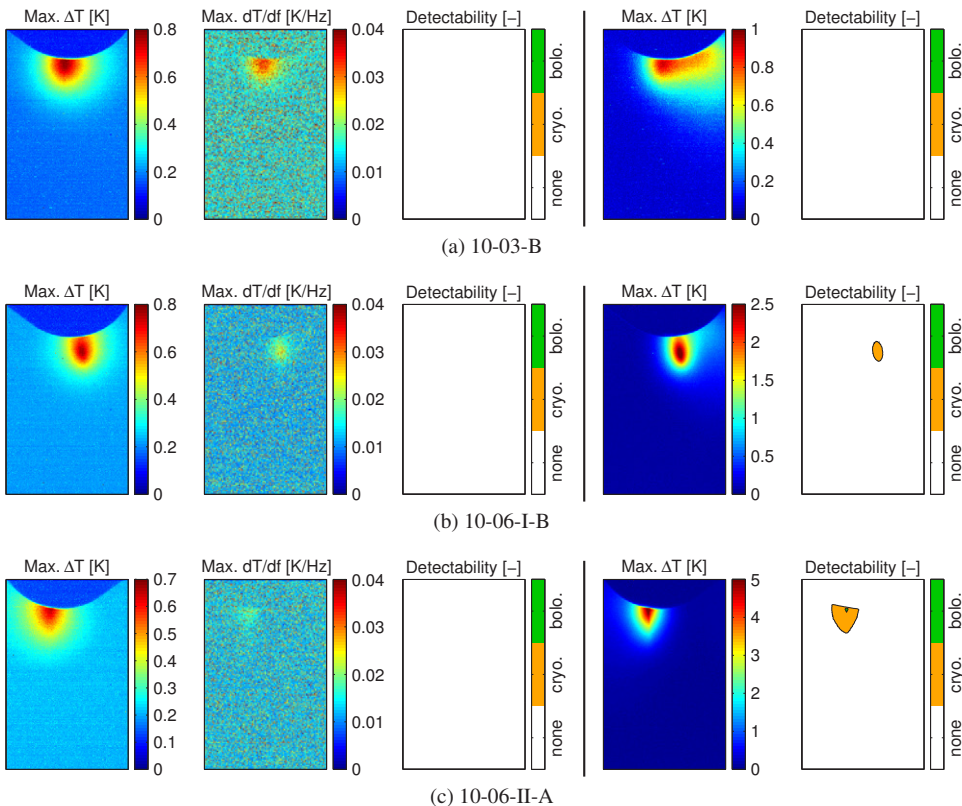 Max. ΔT [K] Max. dT/df [K/Hz] Detectability [–] Max. ΔT [K] Detectability [–]
0.8 0.6 0.4 0.2 0
0.04 0.03 0.02 0.01 0
bolo. cryo. none
1 0.8 0.6 0.4 0.2 0
bolo. cryo. none
(a) 10-03-B
Max. ΔT [K] Max. dT/df [K/Hz] Detectability [–] Max. ΔT [K] Detectability [–]
0.8 0.6 0.4 0.2 0
0.04 0.03 0.02 0.01 0
bolo. cryo. none
2.5 2 1.5 1 0.5 0
bolo. cryo. none
(b) 10-06-I-B
Max. ΔT [K] Max. dT/df [K/Hz] Detectability [–] Max. ΔT [K] Detectability [–]
0.7 0.6 0.5 0.4 0.3 0.2 0.1 0
0.04 0.03 0.02 0.01 0
bolo. cryo. none
5 4 3 2 1 0
bolo. cryo. none
(c) 10-06-II-A